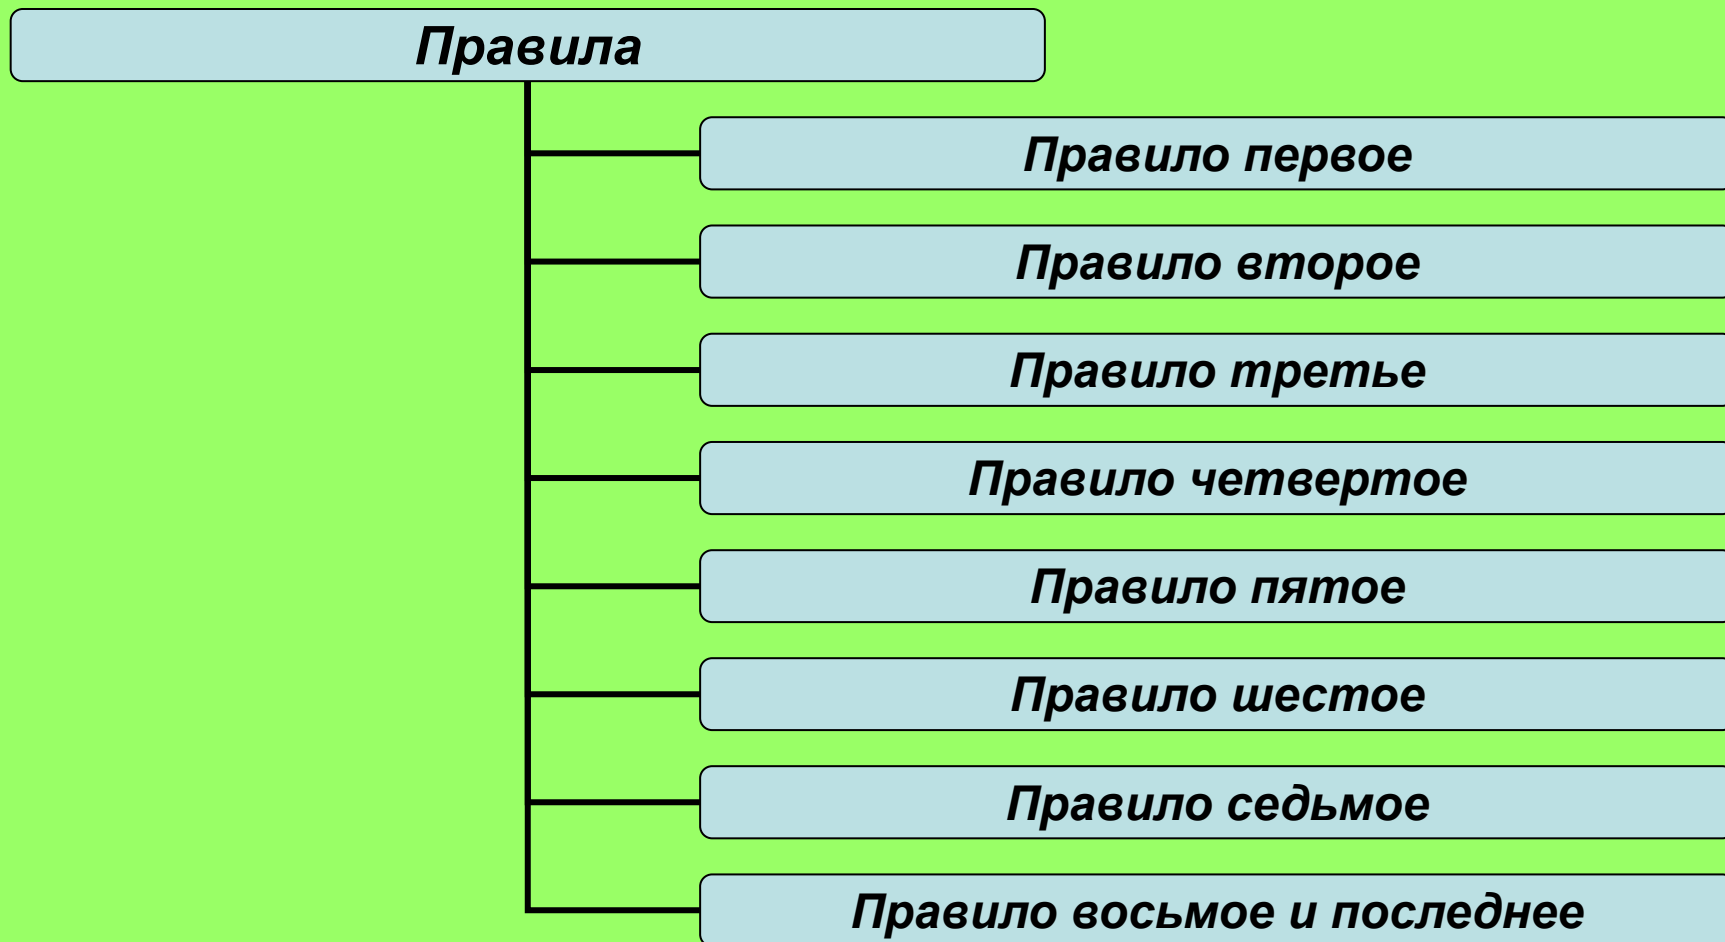 Правила
Правило первое
Правило второе
Правило третье
Правило четвертое
Правило пятое
Правило шестое
Правило седьмое
Правило восьмое и последнее